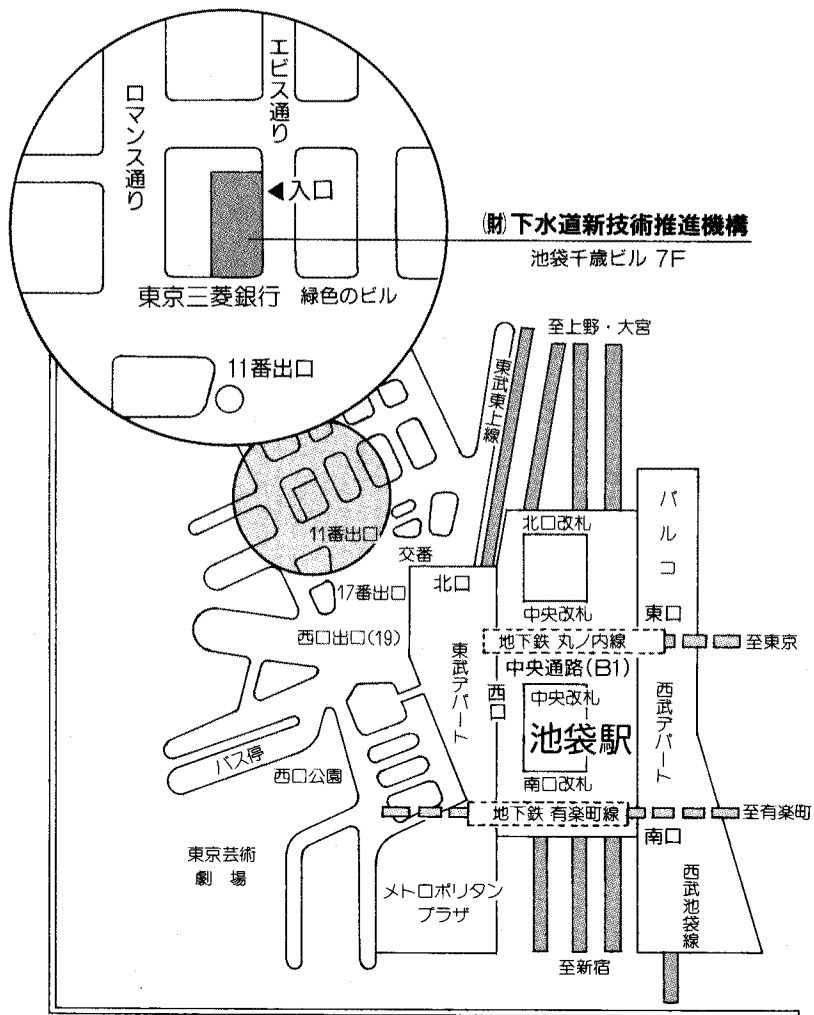 エビス通り
ロマンス通り
◀入口
(財)下水道新技術推進機構
池袋千歳ビル 7F
東京三菱銀行
緑色のビル
11番出口
至上野・大宮
東武東上線
パルコ
北口改札
11番出口
交番
北口
17番出口
中央改札
東口
西口出口(19)
地下鉄 丸ノ内線
至東京
中央通路(B1)
東武デパート
西口
中央改札
西武デパート
池袋駅
バス停
西口公園
南口改札
地下鉄 有楽町線
至有楽町
南口
東京芸術
劇場
メトロポリタン
プラザ
西武池袋線
至新宿